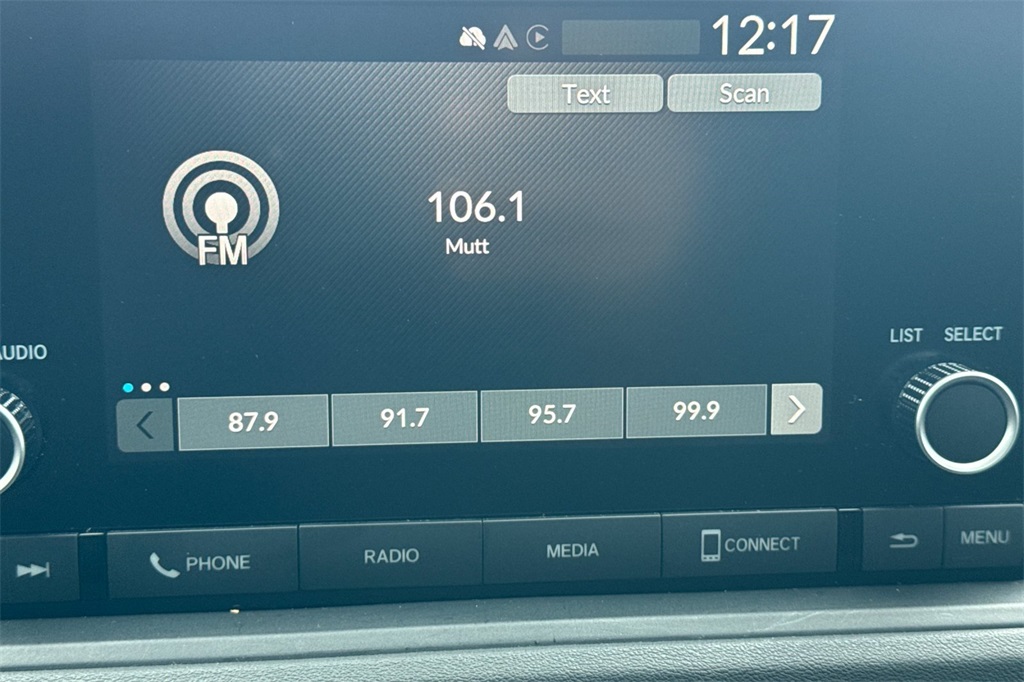 12:17
Text Scan
FM
106.1
Mutt
AUDIO
LIST SELECT
87.9 91.7 95.7 99.9
PHONE RADIO MEDIA CONNECT MENU